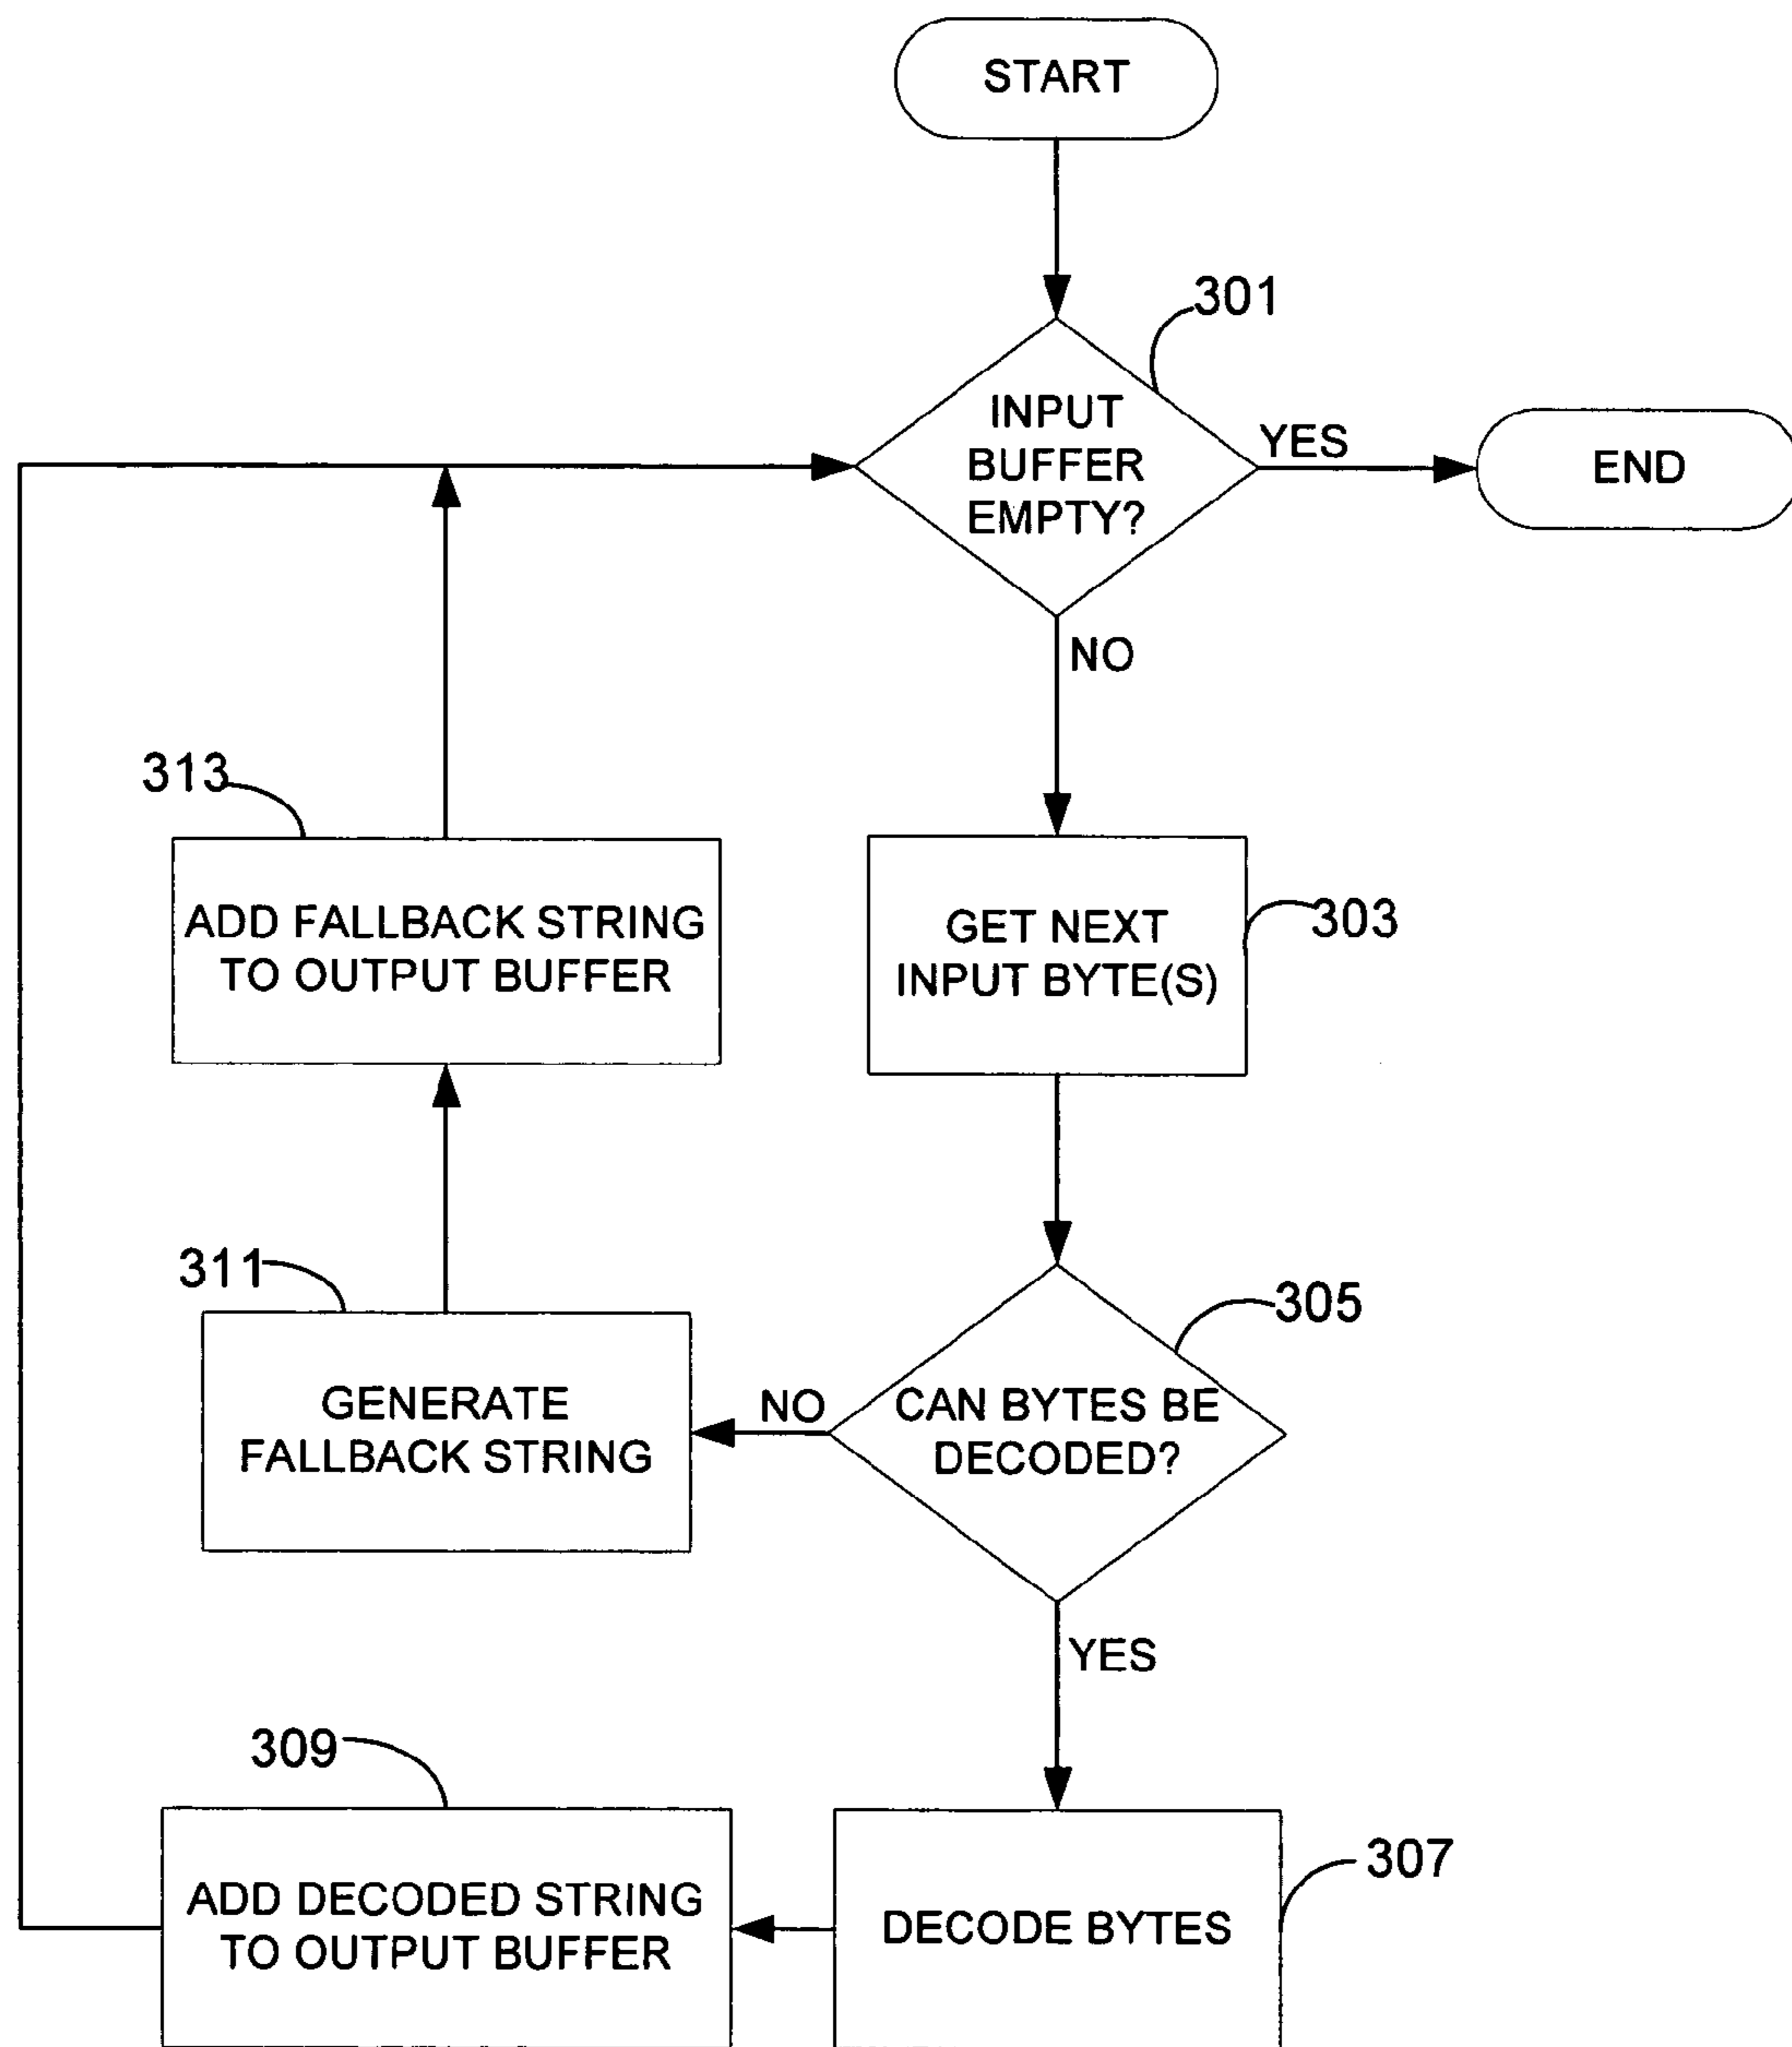 START
301
INPUT
BUFFER
EMPTY?
YES
END
NO
313
ADD FALLBACK STRING
TO OUTPUT BUFFER
GET NEXT
INPUT BYTE(S)
303
311
GENERATE
FALLBACK STRING
NO
CAN BYTES BE
DECODED?
305
YES
309
ADD DECODED STRING
TO OUTPUT BUFFER
DECODE BYTES
307